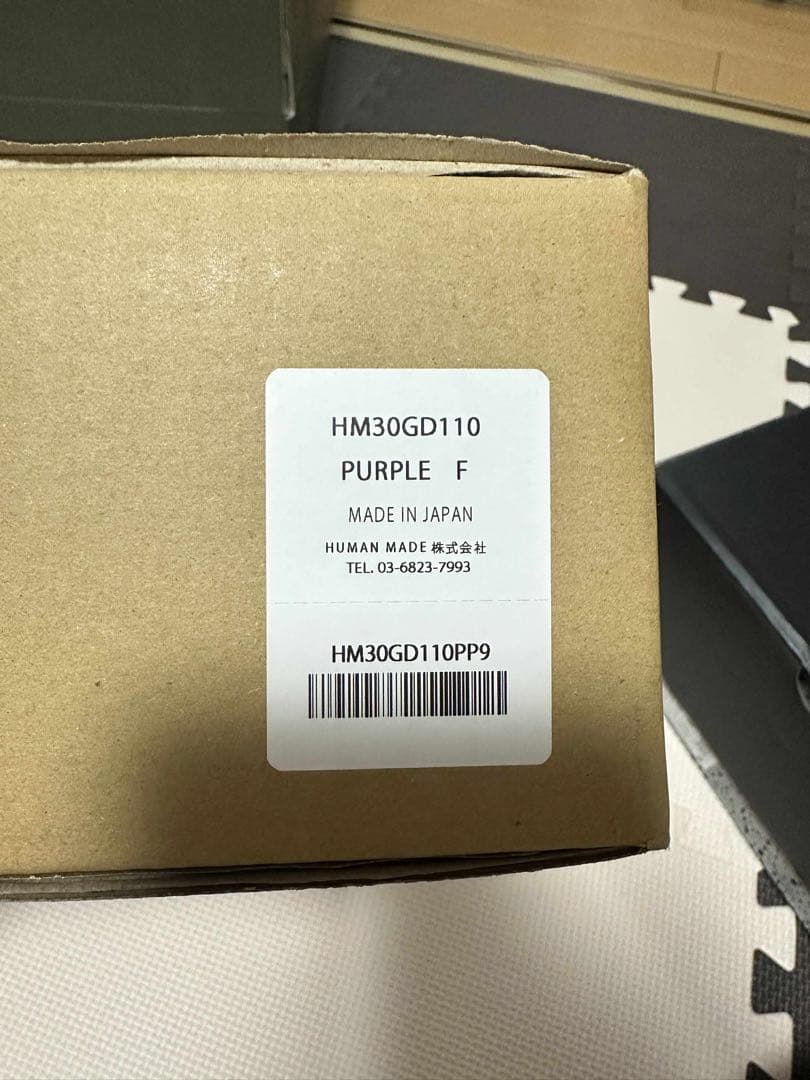 HM30GD110
PURPLE F
MADE IN JAPAN
HUMAN MADE 株式会社
TEL. 03-6823-7993
HM30GD110PP9